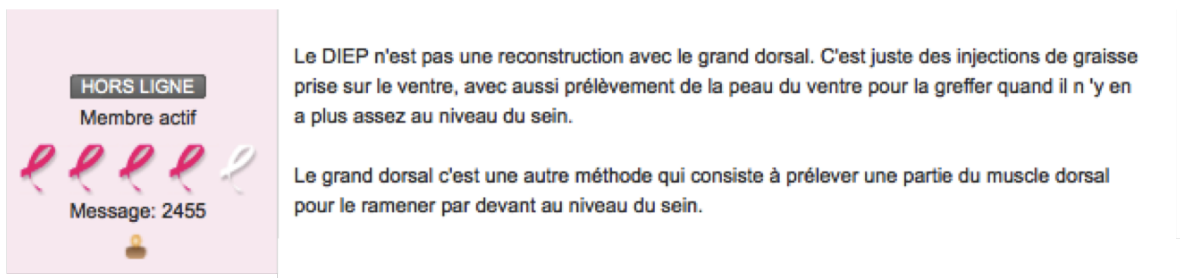 HORS LIGNE
Membre actif
Message: 2455
Le DIEP n'est pas une reconstruction avec le grand dorsal. C'est juste des injections de graisse
prise sur le ventre, avec aussi prélèvement de la peau du ventre pour la greffer quand il n 'y en
a plus assez au niveau du sein.
Le grand dorsal c'est une autre méthode qui consiste à prélever une partie du muscle dorsal
pour le ramener par devant au niveau du sein.